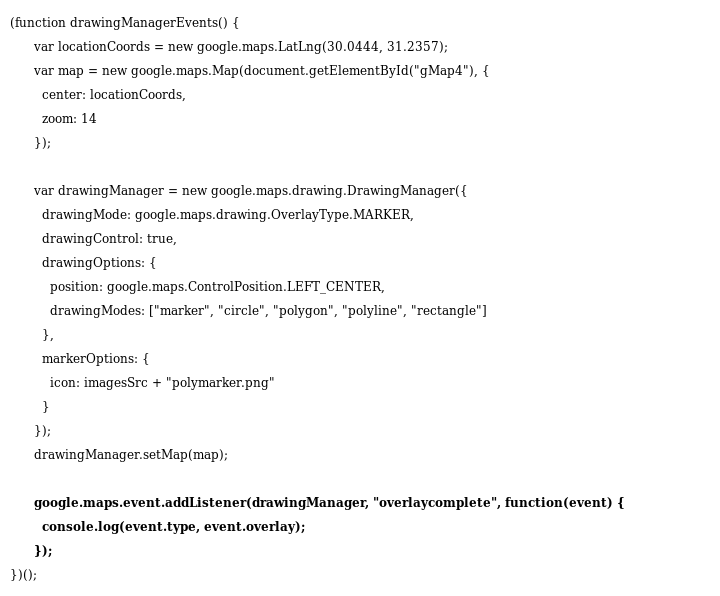 (function drawingManagerEvents() {
var locationCoords = new google.maps.LatLng(30.0444, 31.2357);
var map = new google.maps.Map(document.getElementById("gMap4"), {
center: locationCoords,
zoom: 14
});
var drawingManager = new google.maps.drawing.DrawingManager({
drawingMode: google.maps.drawing.OverlayType.MARKER,
drawingControl: true,
drawingOptions: {
position: google.maps.ControlPosition.LEFT_CENTER,
drawingModes: ["marker", "circle", "polygon", "polyline", "rectangle"]
},
markerOptions: {
icon: imagesSrc + "polymarker.png"
}
});
drawingManager.setMap(map);
google.maps.event.addListener(drawingManager, "overlaycomplete", function(event) {
console.log(event.type, event.overlay);
});
})();